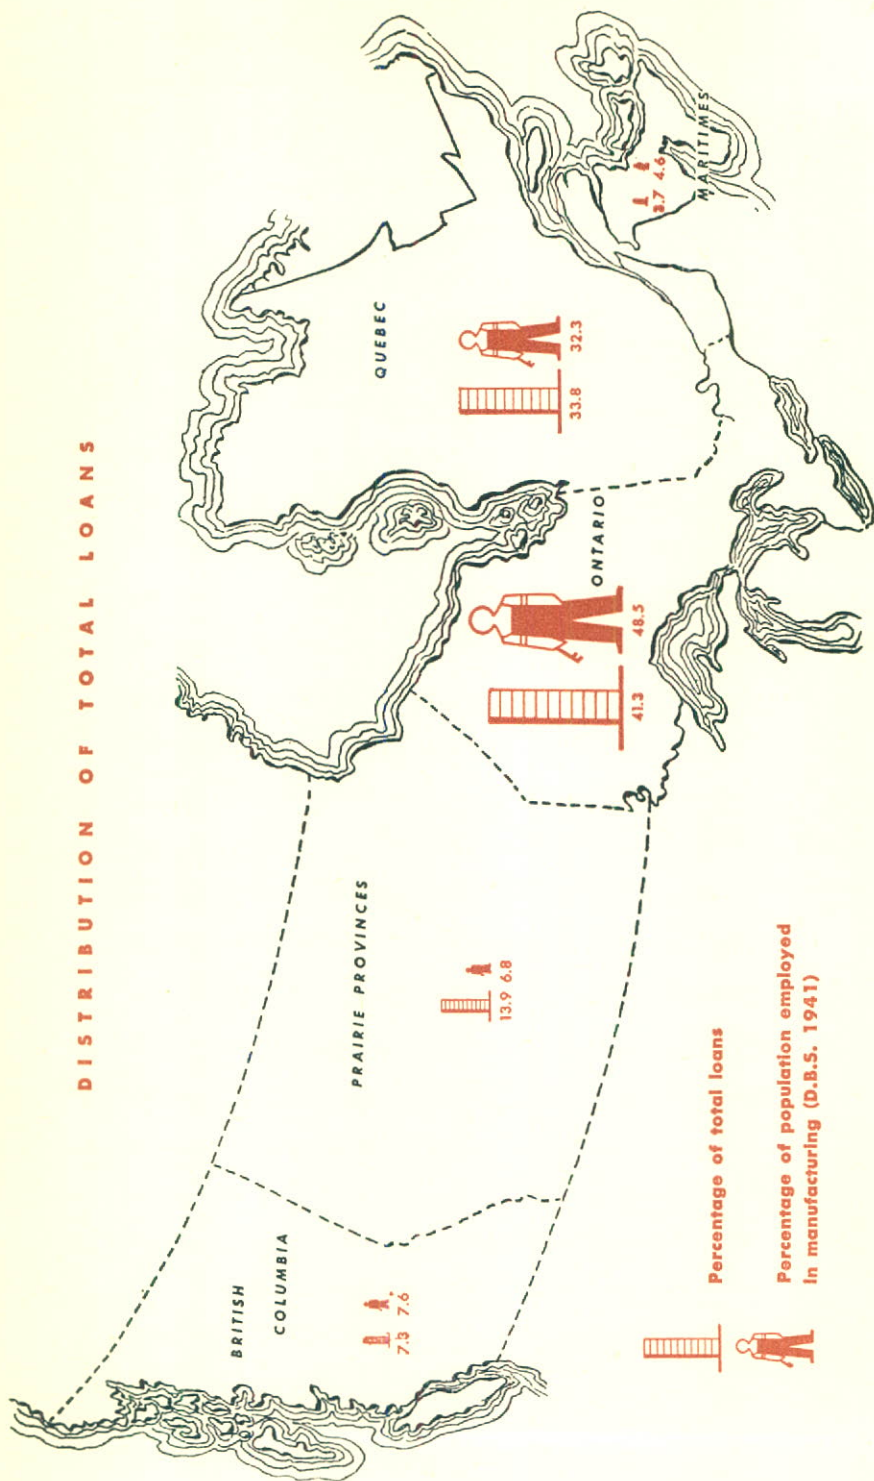 DISTRIBUTION OF TOTAL LOANS
BRITISH
COLUMBIA
7.3 7.6
PRAIRIE PROVINCES
13.9 6.8
ONTARIO
41.3 48.5
QUEBEC
33.8 32.3
3.7 4.6
MARITIMES
Percentage of total loans
Percentage of population employed
In manufacturing (D.B.S. 1941)